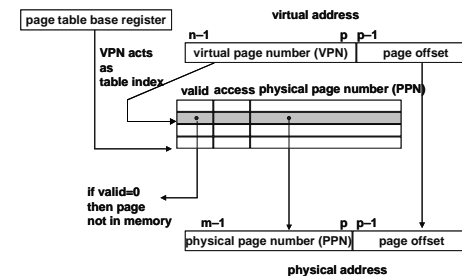 page table base register
virtual address
n–1
p
p–1
VPN acts
as
table index
virtual page number (VPN)
page offset
valid
access
physical page number (PPN)
if valid=0
then page
not in memory
m–1
p
p–1
physical page number (PPN)
page offset
physical address